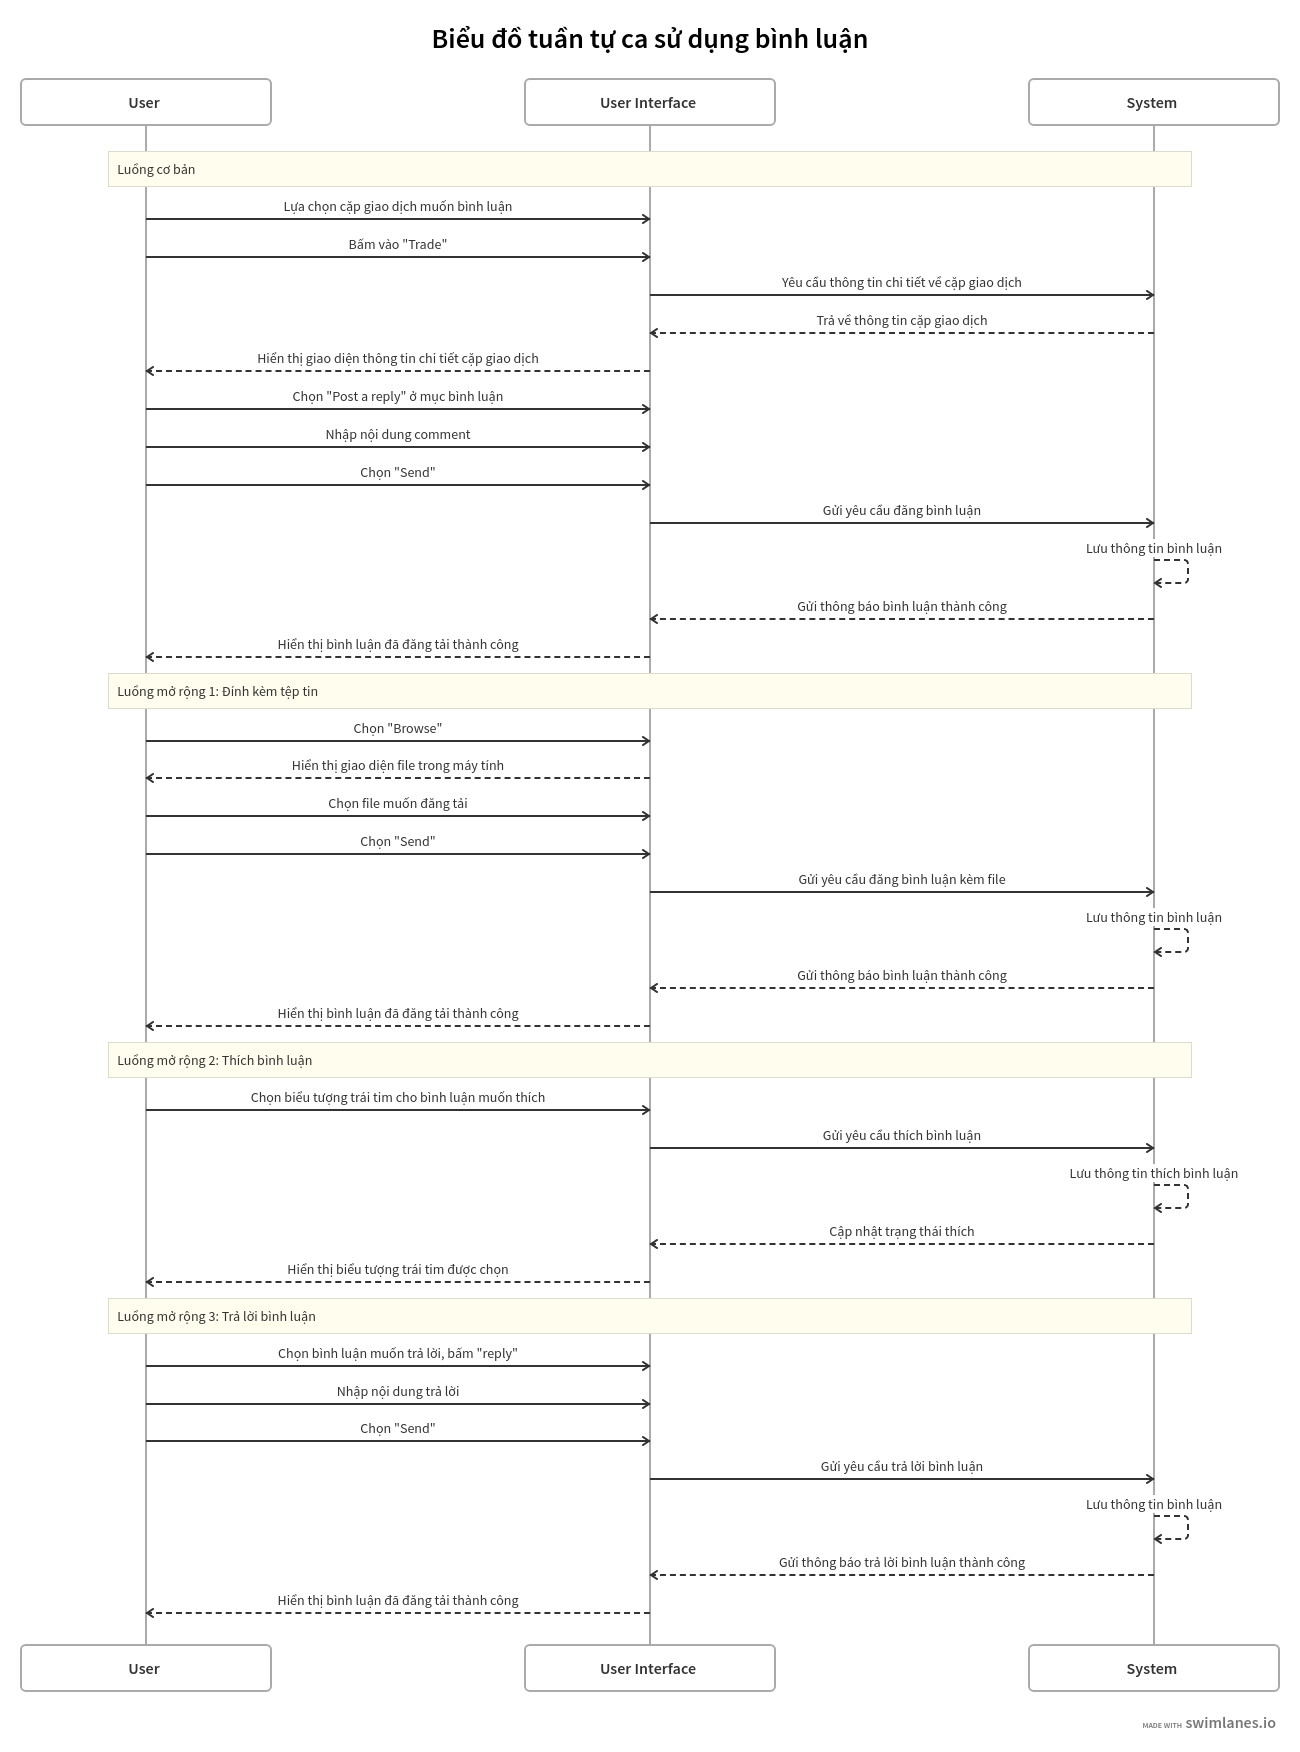 Biểu đồ tuần tự ca sử dụng bình luận
User
User Interface
System
Luồng cơ bản
Lựa chọn cặp giao dịch muốn bình luận
Bấm vào "Trade"
Yêu cầu thông tin chi tiết về cặp giao dịch
Trả về thông tin cặp giao dịch
Hiển thị giao diện thông tin chi tiết cặp giao dịch
Chọn "Post a reply" ở mục bình luận
Nhập nội dung comment
Chọn "Send"
Gửi yêu cầu đăng bình luận
Lưu thông tin bình luận
Gửi thông báo bình luận thành công
Hiển thị bình luận đã đăng tải thành công
Luồng mở rộng 1: Đính kèm tệp tin
Chọn "Browse"
Hiển thị giao diện file trong máy tính
Chọn file muốn đăng tải
Chọn "Send"
Gửi yêu cầu đăng bình luận kèm file
Lưu thông tin bình luận
Gửi thông báo bình luận thành công
Hiển thị bình luận đã đăng tải thành công
Luồng mở rộng 2: Thích bình luận
Chọn biểu tượng trái tim cho bình luận muốn thích
Gửi yêu cầu thích bình luận
Lưu thông tin thích bình luận
Cập nhật trạng thái thích
Hiển thị biểu tượng trái tim được chọn
Luồng mở rộng 3: Trả lời bình luận
Chọn bình luận muốn trả lời, bấm "reply"
Nhập nội dung trả lời
Chọn "Send"
Gửi yêu cầu trả lời bình luận
Lưu thông tin bình luận
Gửi thông báo trả lời bình luận thành công
Hiển thị bình luận đã đăng tải thành công
User
User Interface
System
MADE WITH swimlanes.io